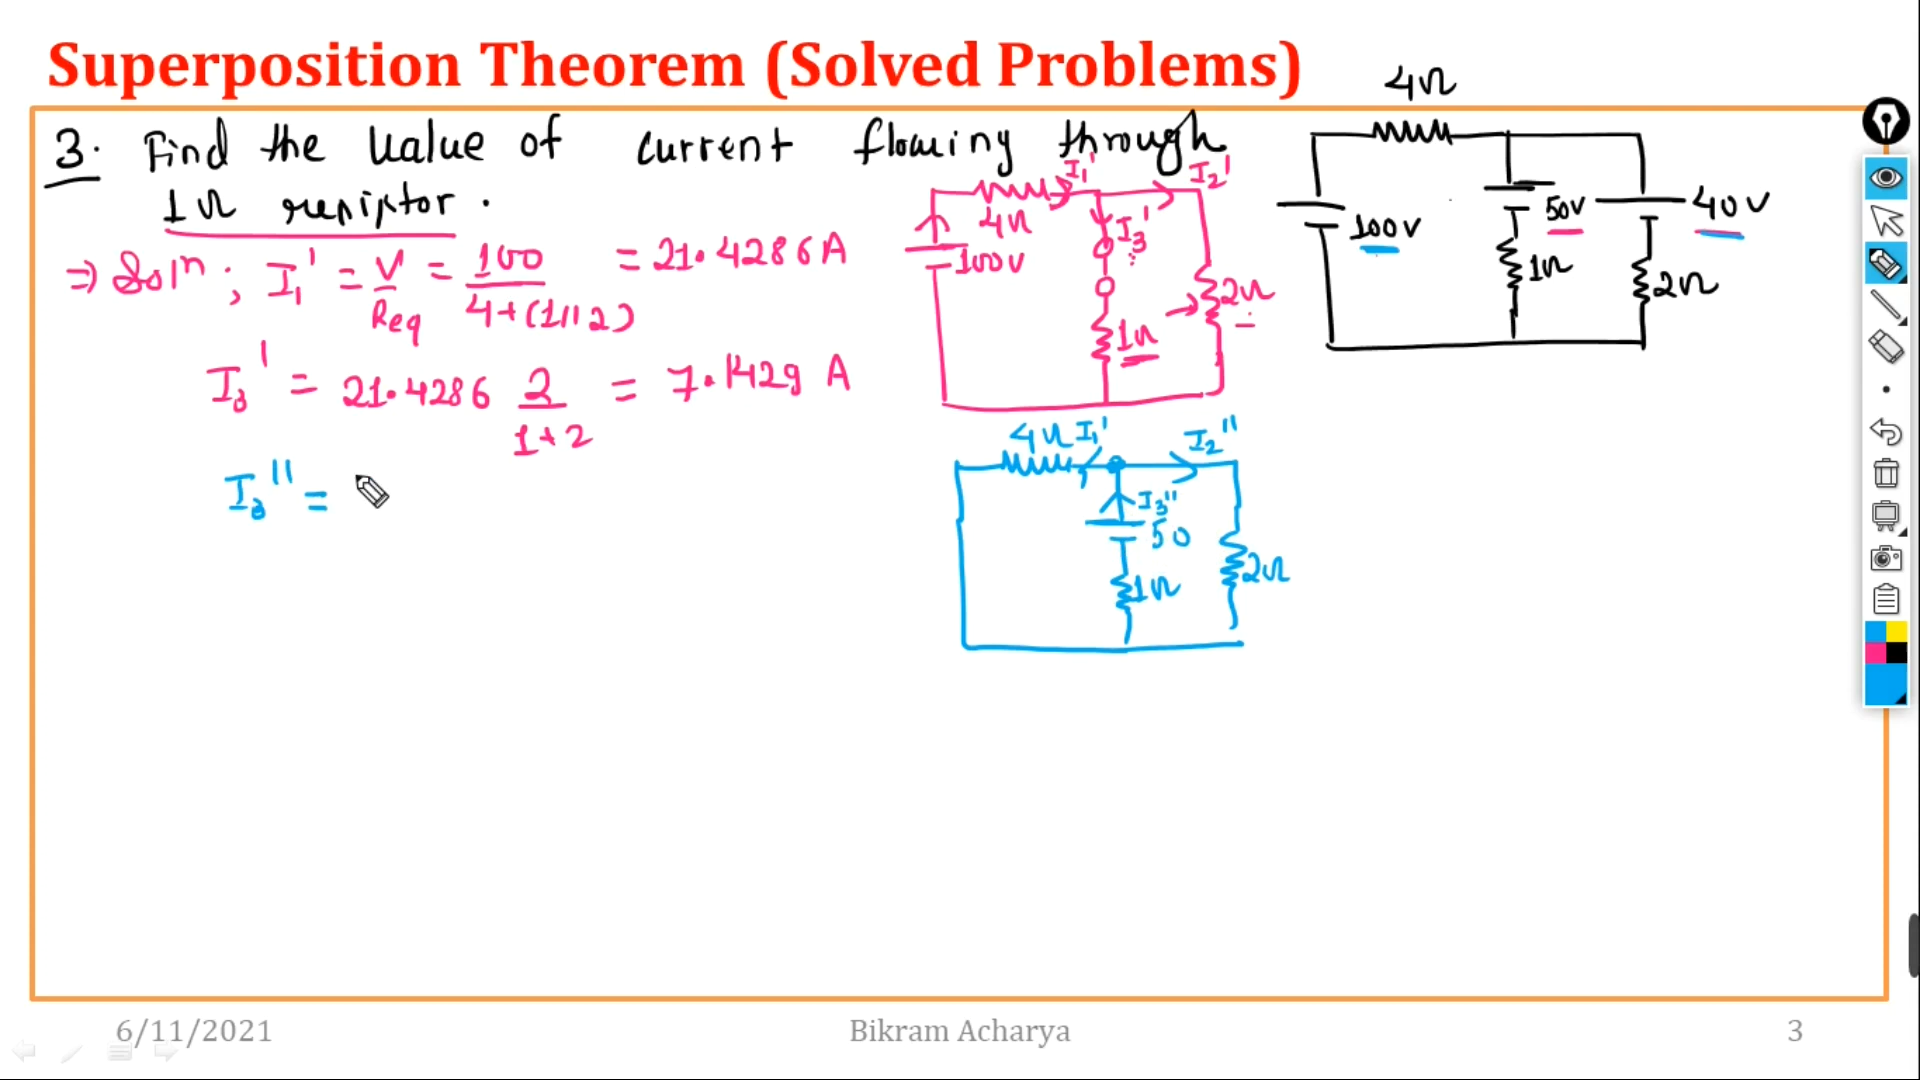 Superposition Theorem (Solved Problems)
3. Find the value of current flowing through
1Ω resistor.
⇒ Solⁿ; I₁' = V/Req = 100/4+(1||2) = 21.4286 A
I₃' = 21.4286 2/1+2 = 7.1429 A
I₃'' =
I₁'
I₂'
4Ω
I₃'
100V
2Ω
1Ω
4Ω
100V
50V
40V
1Ω
2Ω
4Ω I₁'
I₂''
I₃''
50
1Ω
2Ω
6/11/2021
Bikram Acharya
3